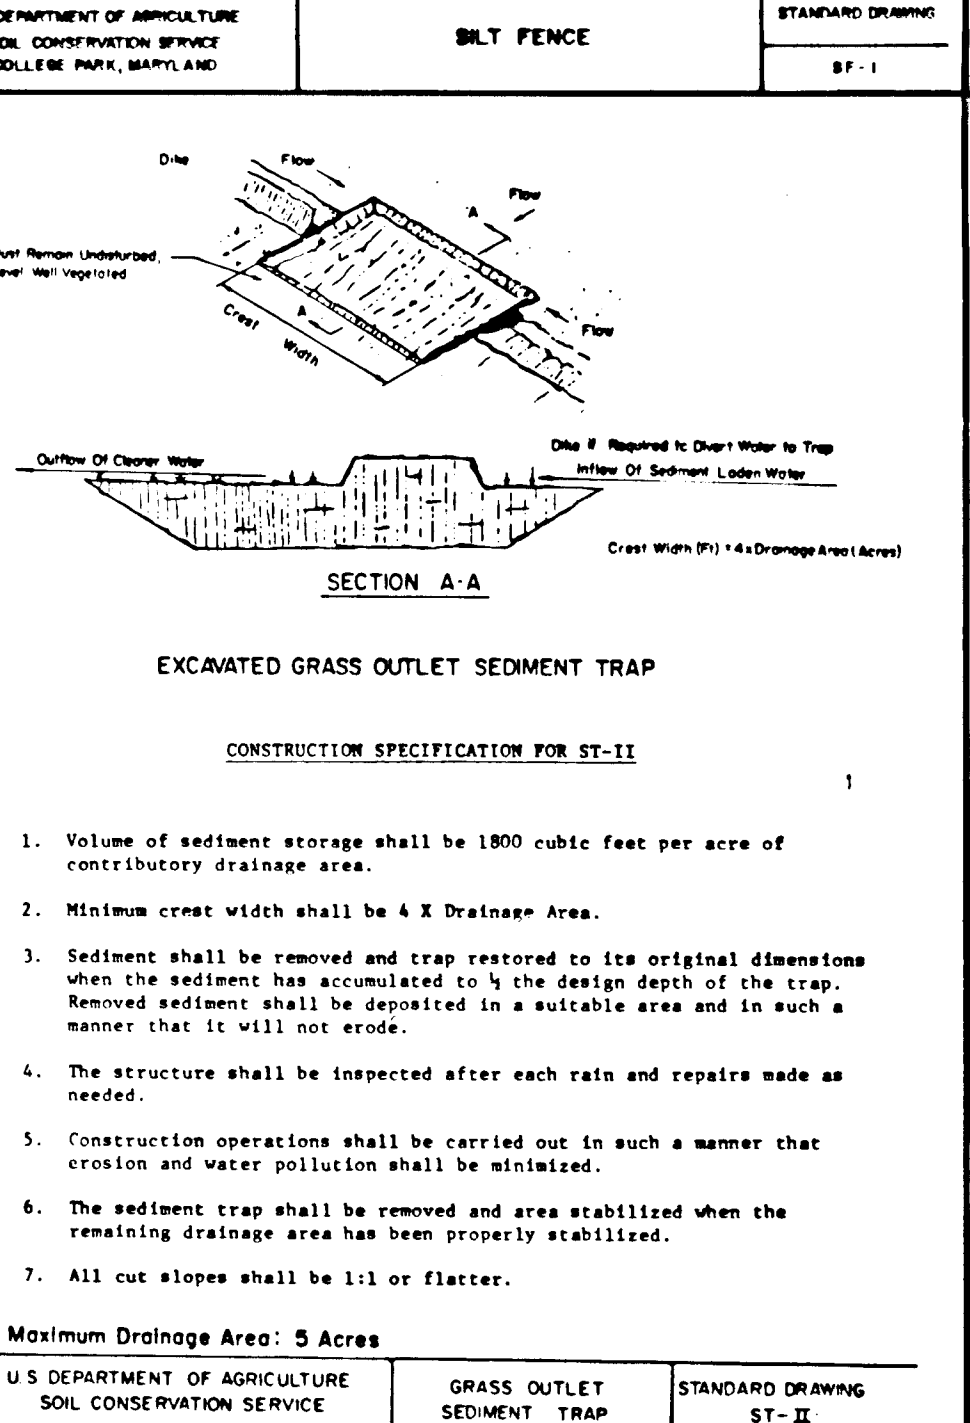 DEPARTMENT OF AGRICULTURE
SOIL CONSERVATION SERVICE
COLLEGE PARK, MARYLAND
SILT FENCE
STANDARD DRAWING
SF-1
Dike
Flow
Flow
A
Must Remain Undisturbed,
Level Well Vegetated
Crest Width
A
Flow
Dike if Required to Divert Water to Trap
Outflow Of Cleaner Water
Inflow Of Sediment Laden Water
Crest Width (Ft) = 4 x Drainage Area (Acres)
SECTION A-A
EXCAVATED GRASS OUTLET SEDIMENT TRAP
CONSTRUCTION SPECIFICATION FOR ST-II
1. Volume of sediment storage shall be 1800 cubic feet per acre of
contributory drainage area.
2. Minimum crest width shall be 4 X Drainage Area.
3. Sediment shall be removed and trap restored to its original dimensions
when the sediment has accumulated to ½ the design depth of the trap.
Removed sediment shall be deposited in a suitable area and in such a
manner that it will not erode.
4. The structure shall be inspected after each rain and repairs made as
needed.
5. Construction operations shall be carried out in such a manner that
erosion and water pollution shall be minimized.
6. The sediment trap shall be removed and area stabilized when the
remaining drainage area has been properly stabilized.
7. All cut slopes shall be 1:1 or flatter.
Maximum Drainage Area: 5 Acres
U.S DEPARTMENT OF AGRICULTURE
SOIL CONSERVATION SERVICE
GRASS OUTLET
SEDIMENT TRAP
STANDARD DRAWING
ST-II